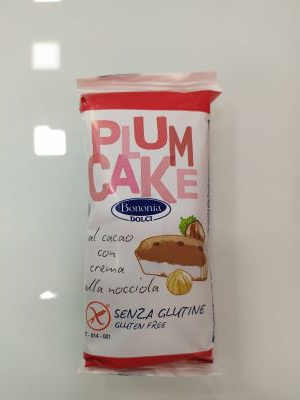 PLUM
CAKE
Bononia
DOLCI
al cacao
con
crema
alla nocciola
SENZA GLUTINE
GLUTEN FREE